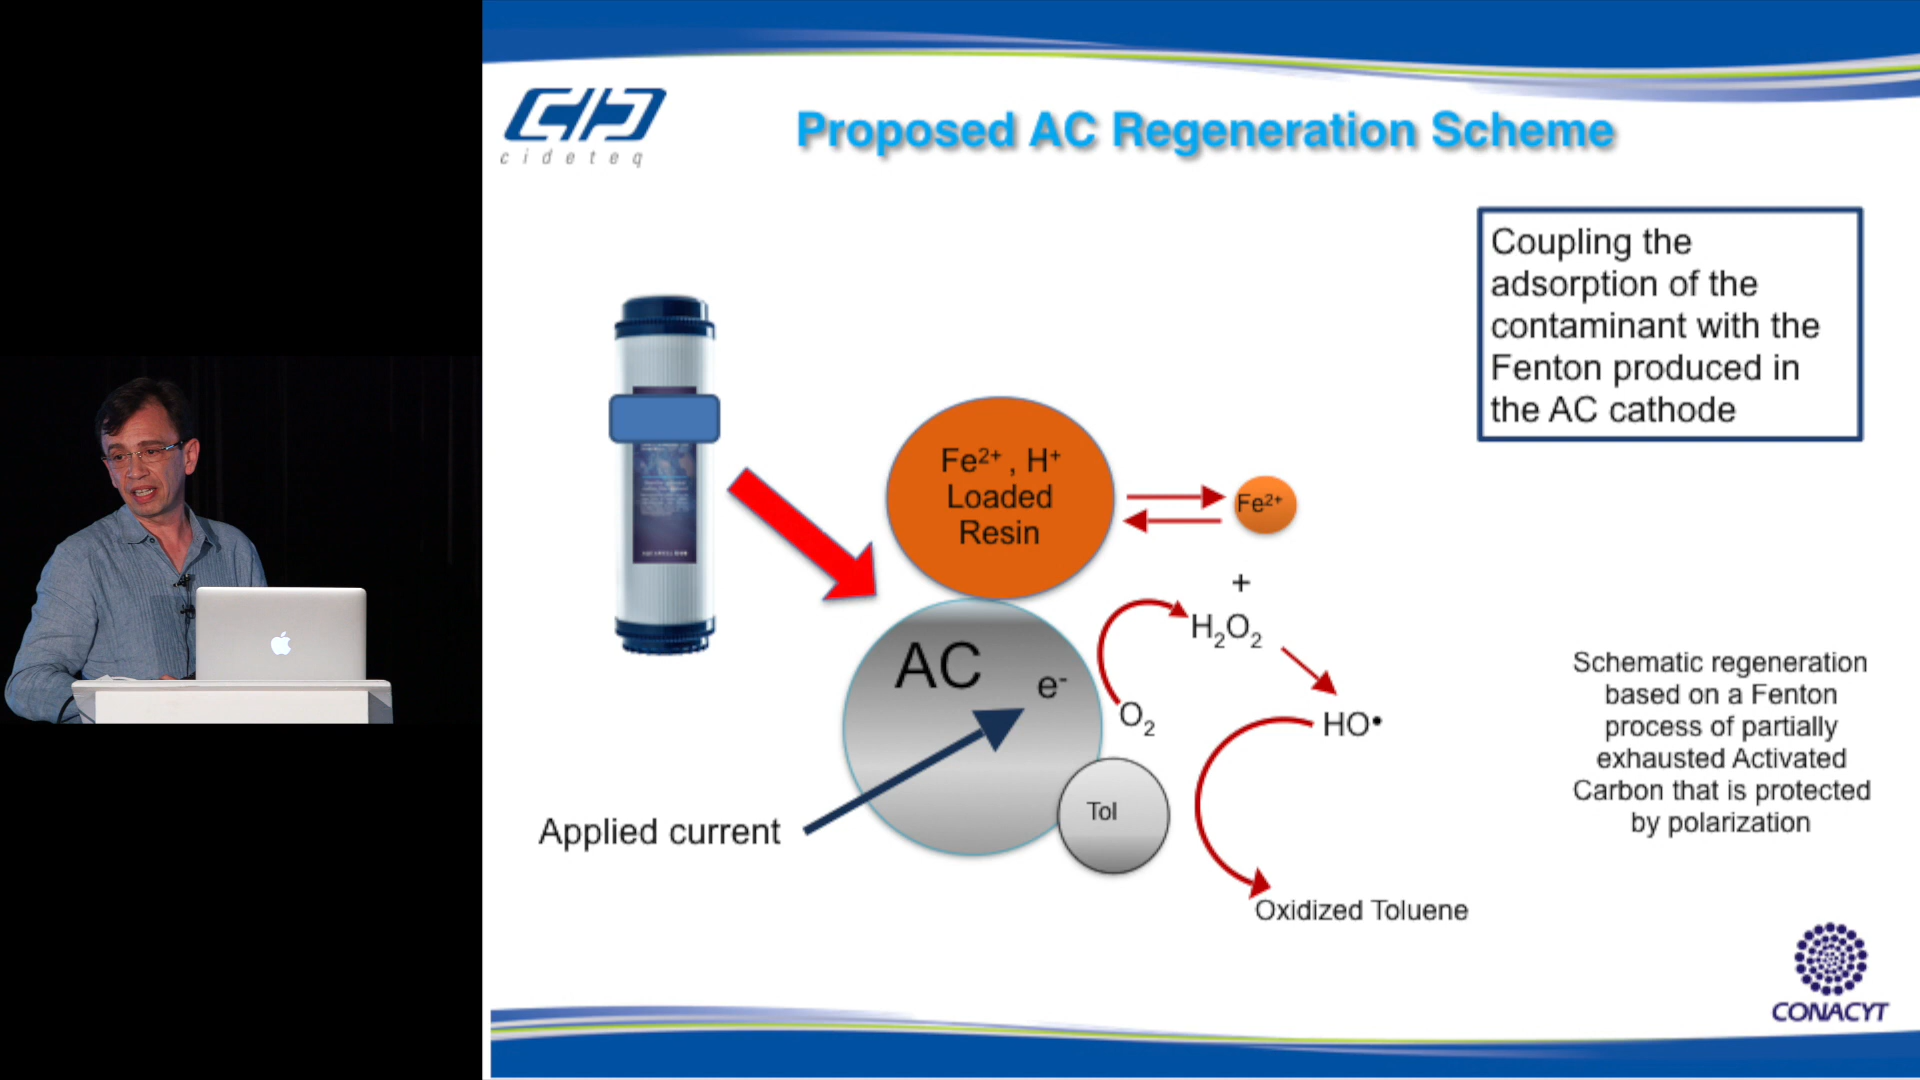 cideteq
Proposed AC Regeneration Scheme
Coupling the
adsorption of the
contaminant with the
Fenton produced in
the AC cathode
Fe²⁺ , H⁺
Loaded
Resin
Fe²⁺
+
H₂O₂
AC
e⁻
O₂
HO•
Tol
Applied current
Oxidized Toluene
Schematic regeneration
based on a Fenton
process of partially
exhausted Activated
Carbon that is protected
by polarization
CONACYT